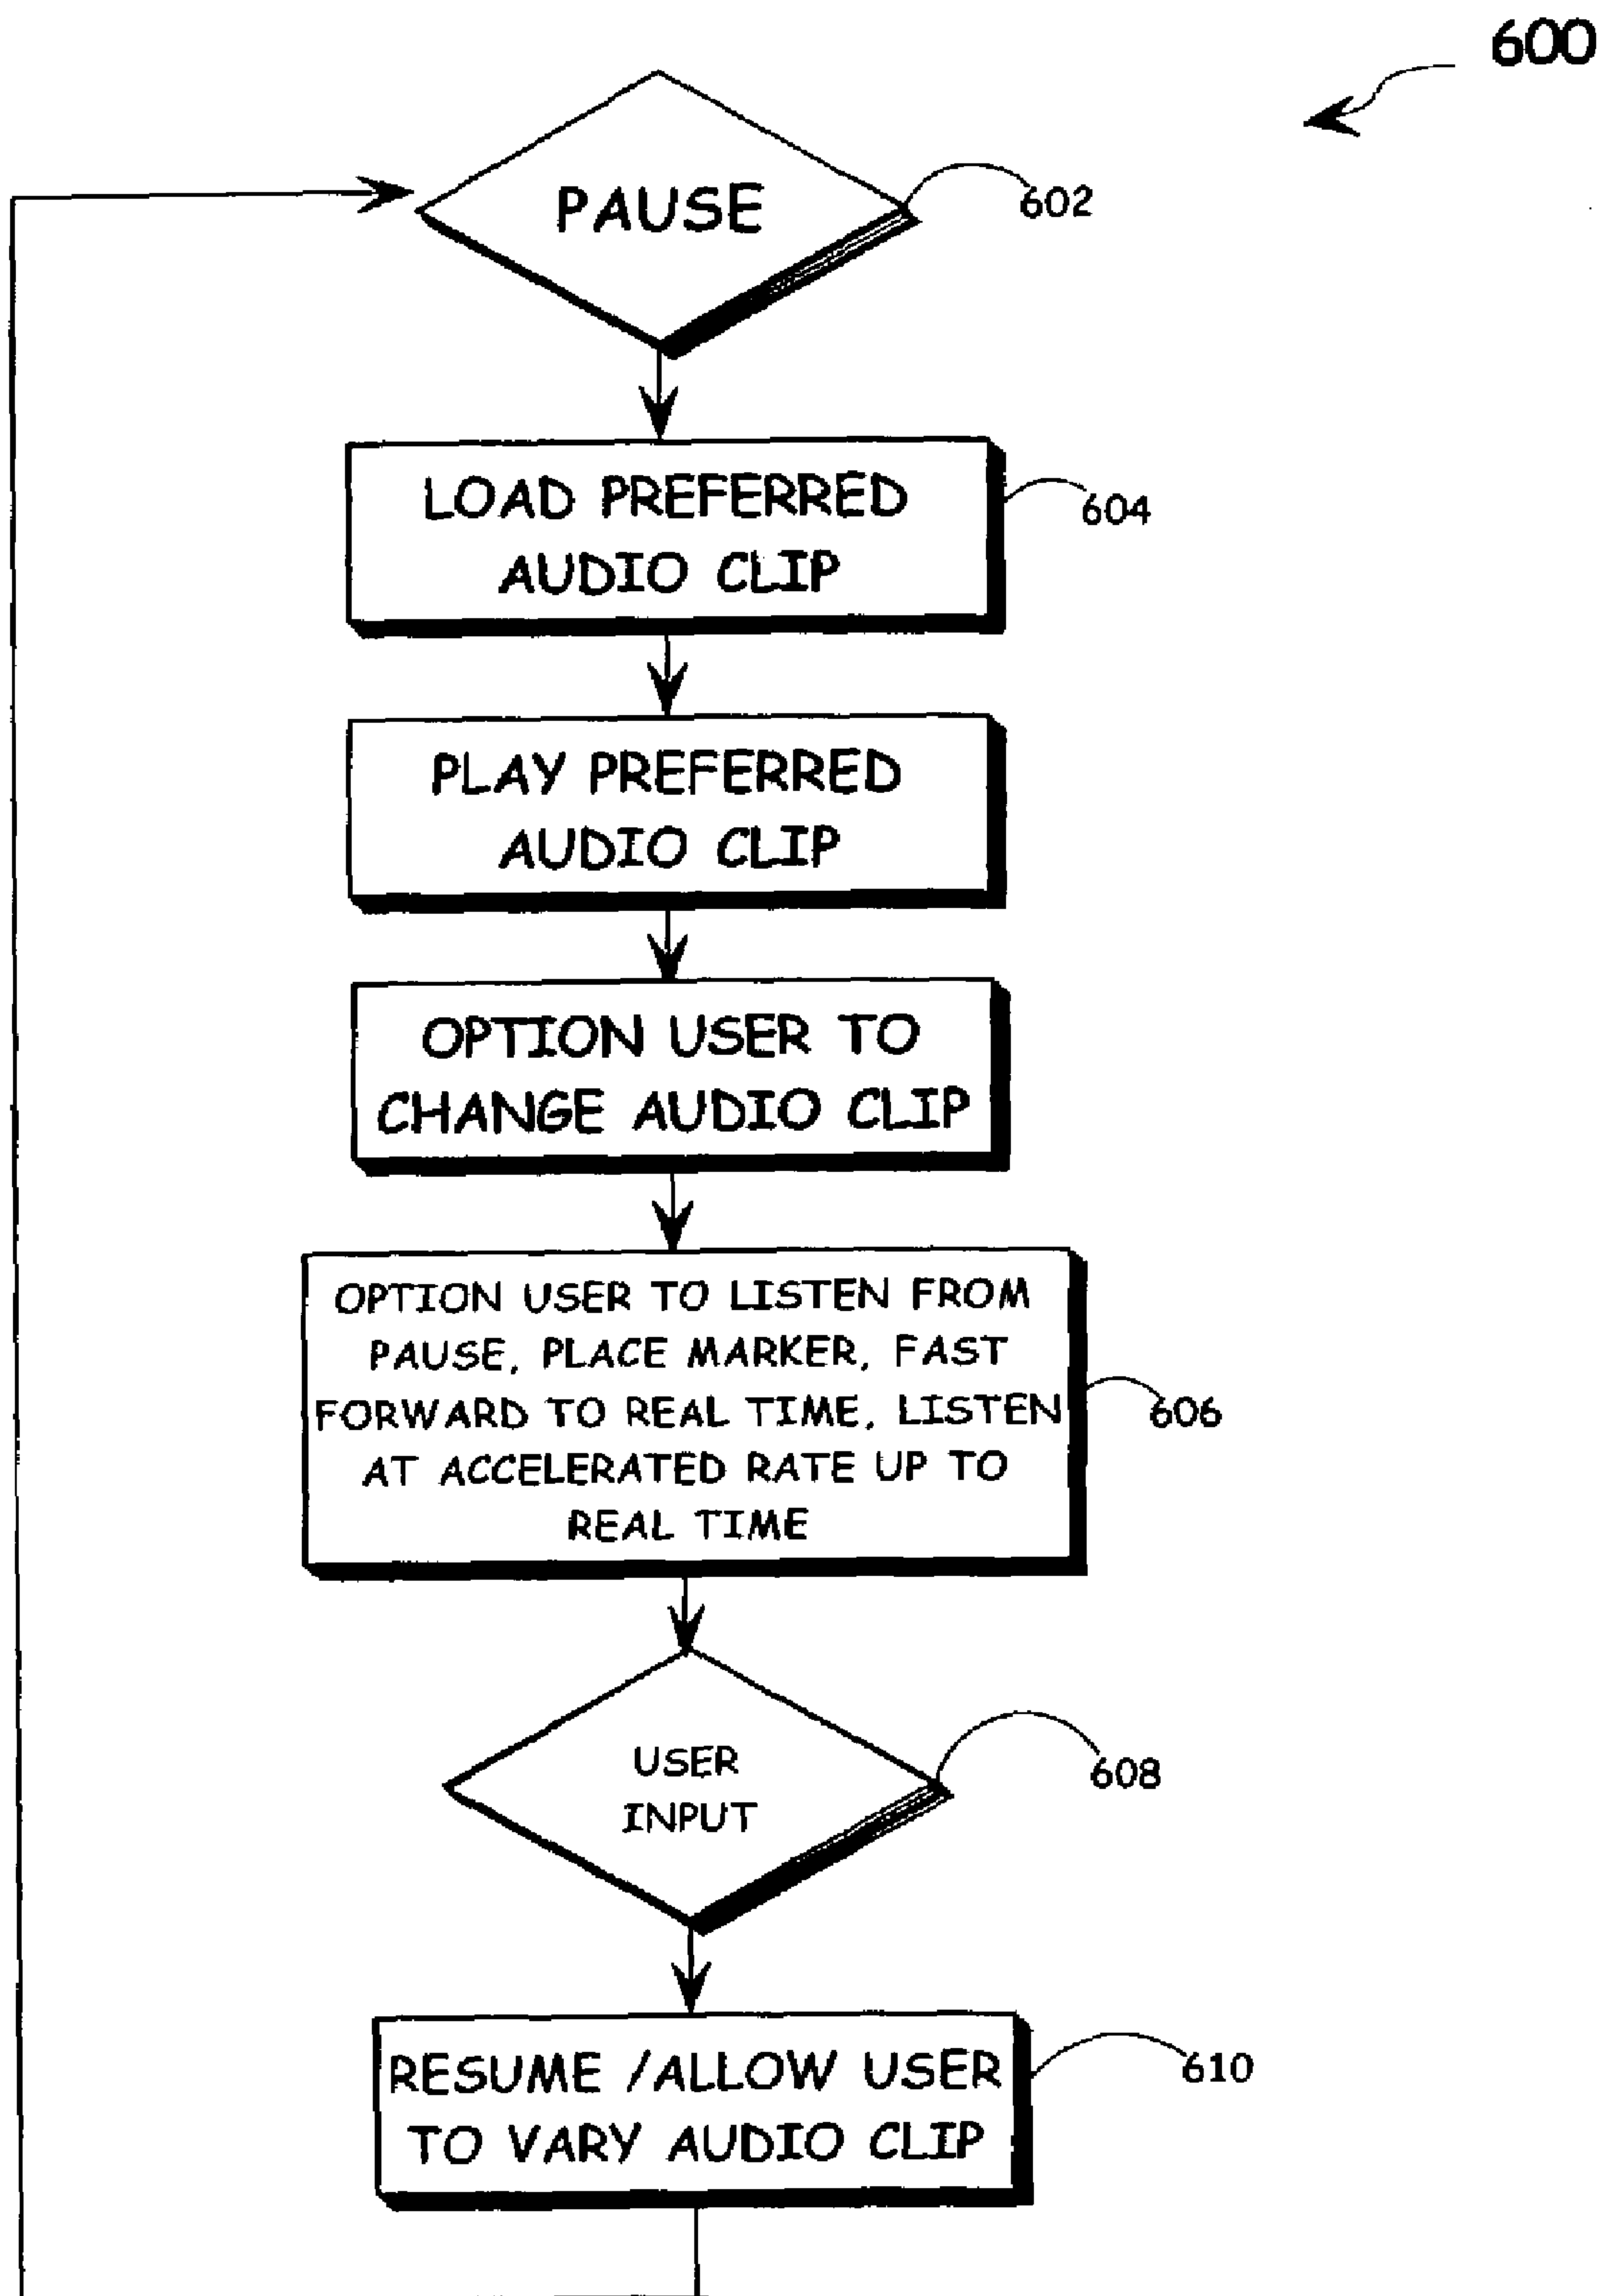 600
PAUSE
602
LOAD PREFERRED
AUDIO CLIP
604
PLAY PREFERRED
AUDIO CLIP
OPTION USER TO
CHANGE AUDIO CLIP
OPTION USER TO LISTEN FROM
PAUSE, PLACE MARKER, FAST
FORWARD TO REAL TIME, LISTEN
AT ACCELERATED RATE UP TO
REAL TIME
606
USER
INPUT
608
RESUME /ALLOW USER
TO VARY AUDIO CLIP
610